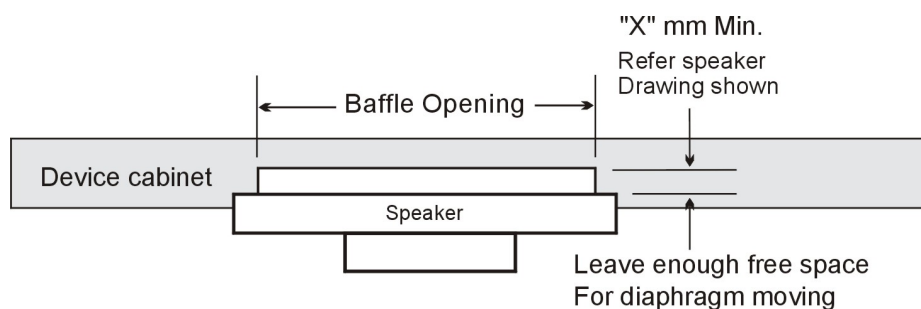 "X" mm Min.
Refer speaker
Drawing shown
Baffle Opening
Device cabinet
Speaker
Leave enough free space
For diaphragm moving